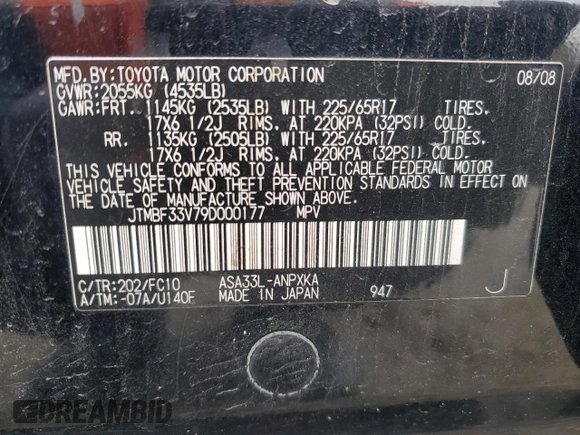 MFD.BY:TOYOTA MOTOR CORPORATION 08/08
GVWR:2055KG (4535LB)
GAWR:FRT. 1145KG (2535LB) WITH 225/65R17 TIRES.
17X6 1/2J RIMS. AT 220KPA (32PSI) COLD.
RR. 1135KG (2505LB) WITH 225/65R17 TIRES.
17X6 1/2J RIMS. AT 220KPA (32PSI) COLD.
THIS VEHICLE CONFORMS TO ALL APPLICABLE FEDERAL MOTOR
VEHICLE SAFETY AND THEFT PREVENTION STANDARDS IN EFFECT ON
THE DATE OF MANUFACTURE SHOWN ABOVE.
JTMBF33V79D000177 MPV
C/TR:202/FC10 ASA33L-ANPXKA
A/TM:-07A/U140F MADE IN JAPAN 947 J
DREAMBID